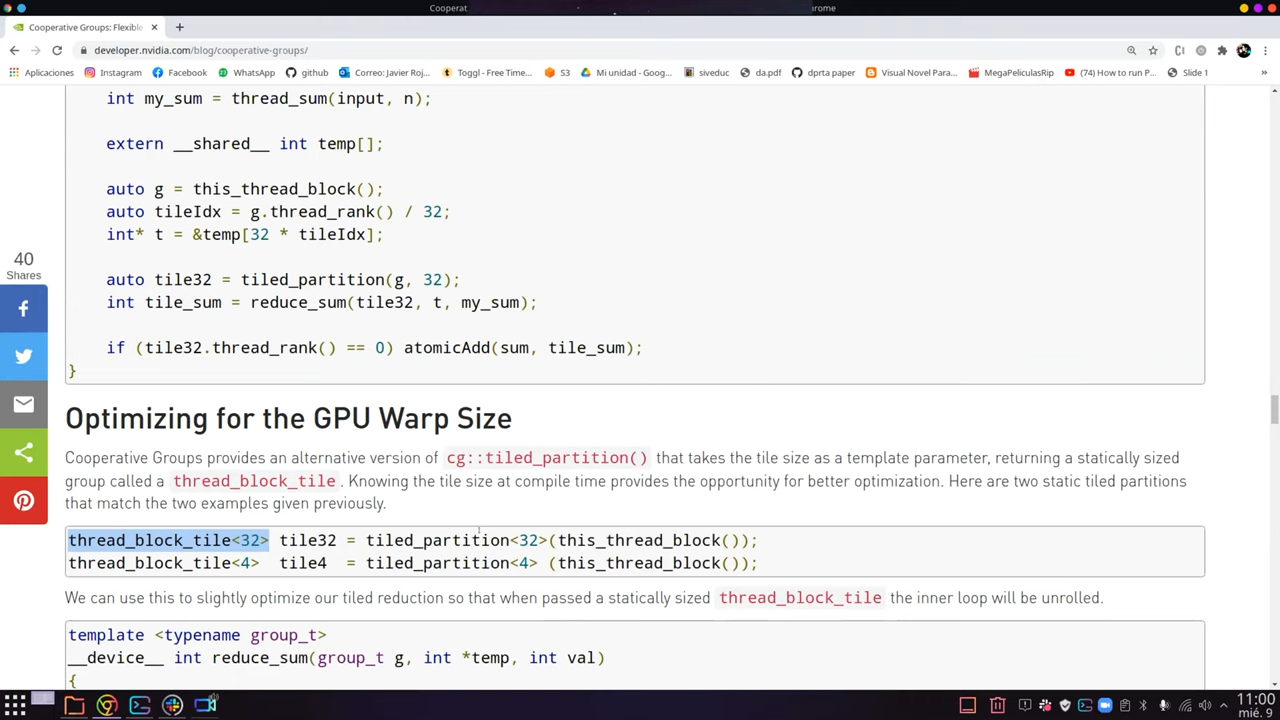 Cooperat
hrome
Cooperative Groups: Flexible
developer.nvidia.com/blog/cooperative-groups/
Aplicaciones Instagram Facebook WhatsApp github Correo: Javier Roj... Toggl - Free Time... S3 Mi unidad - Goog... siveduc da.pdf dprta paper Visual Novel Para... MegaPeliculasRip (74) How to run P... Slide 1 »
int my_sum = thread_sum(input, n);
extern __shared__ int temp[];
auto g = this_thread_block();
auto tileIdx = g.thread_rank() / 32;
int* t = &temp[32 * tileIdx];
auto tile32 = tiled_partition(g, 32);
int tile_sum = reduce_sum(tile32, t, my_sum);
if (tile32.thread_rank() == 0) atomicAdd(sum, tile_sum);
}
40
Shares
Optimizing for the GPU Warp Size
Cooperative Groups provides an alternative version of cg::tiled_partition() that takes the tile size as a template parameter, returning a statically sized
group called a thread_block_tile. Knowing the tile size at compile time provides the opportunity for better optimization. Here are two static tiled partitions
that match the two examples given previously.
thread_block_tile<32> tile32 = tiled_partition<32>(this_thread_block());
thread_block_tile<4> tile4 = tiled_partition<4> (this_thread_block());
We can use this to slightly optimize our tiled reduction so that when passed a statically sized thread_block_tile the inner loop will be unrolled.
template <typename group_t>
__device__ int reduce_sum(group_t g, int *temp, int val)
{
11:00
mié. 9